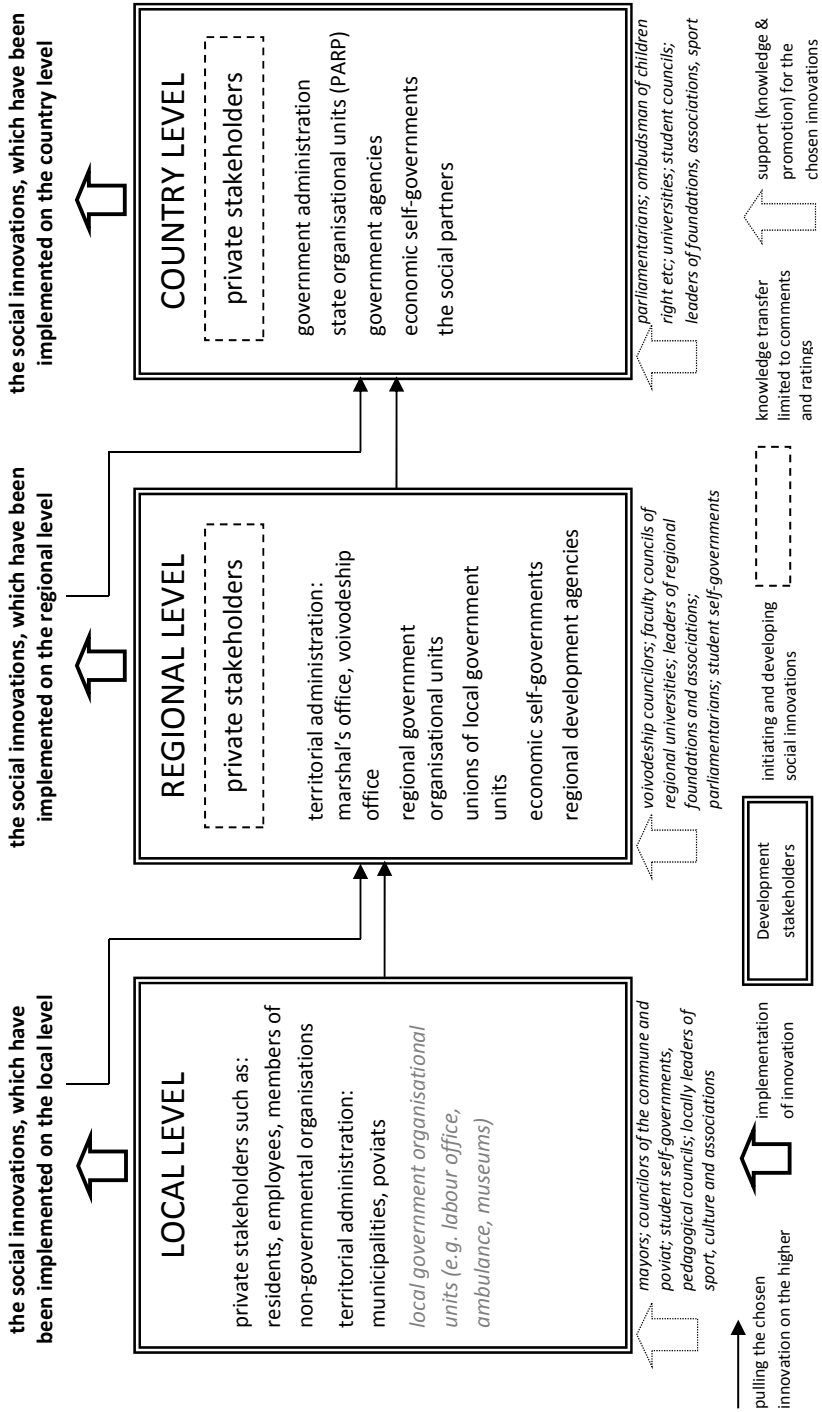 the social innovations, which have
been implemented on the local level
LOCAL LEVEL
private stakeholders such as:
residents, employees, members of
non-governmental organisations
territorial administration:
municipalities, poviats
local government organisational
units (e.g. labour office,
ambulance, museums)
mayors; councilors of the commune and
poviat; student self-governments,
pedagogical councils; locally leaders of
sport, culture and associations
the social innovations, which have been
implemented on the regional level
REGIONAL LEVEL
private stakeholders
territorial administration:
marshal's office, voivodeship
office
regional government
organisational units
unions of local government
units
economic self-governments
regional development agencies
voivodeship councilors; faculty councils of
regional universities; leaders of regional
foundations and associations;
parliamentarians; student self-governments
the social innovations, which have been
implemented on the country level
COUNTRY LEVEL
private stakeholders
government administration
state organisational units (PARP)
government agencies
economic self-governments
the social partners
parliamentarians; ombudsman of children
right etc; universities; student councils;
leaders of foundations, associations, sport
pulling the chosen
innovation on the higher
implementation
of innovation
Development
stakeholders
initiating and developing
social innovations
knowledge transfer
limited to comments
and ratings
support (knowledge &
promotion) for the
chosen innovations